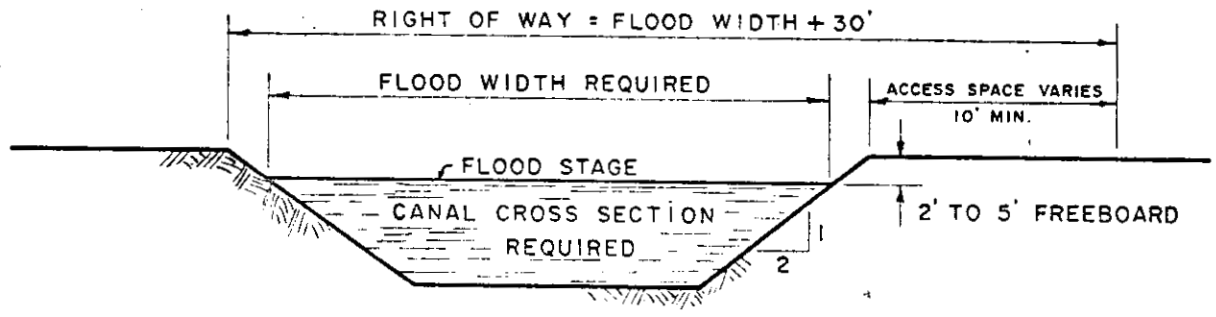 RIGHT OF WAY = FLOOD WIDTH + 30'
FLOOD WIDTH REQUIRED
ACCESS SPACE VARIES
10' MIN.
FLOOD STAGE
CANAL CROSS SECTION
REQUIRED
2' TO 5' FREEBOARD
1
2